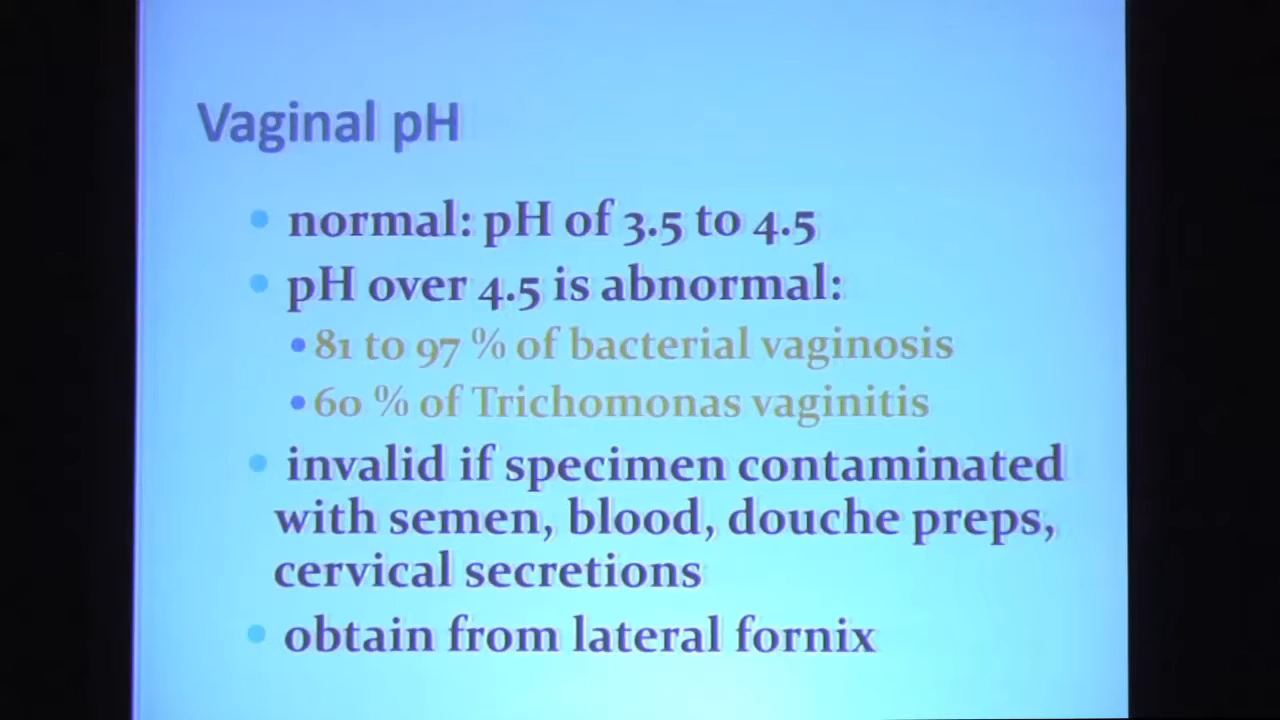 Vaginal pH
• normal: pH of 3.5 to 4.5
• pH over 4.5 is abnormal:
• 81 to 97 % of bacterial vaginosis
• 60 % of Trichomonas vaginitis
• invalid if specimen contaminated
with semen, blood, douche preps,
cervical secretions
• obtain from lateral fornix